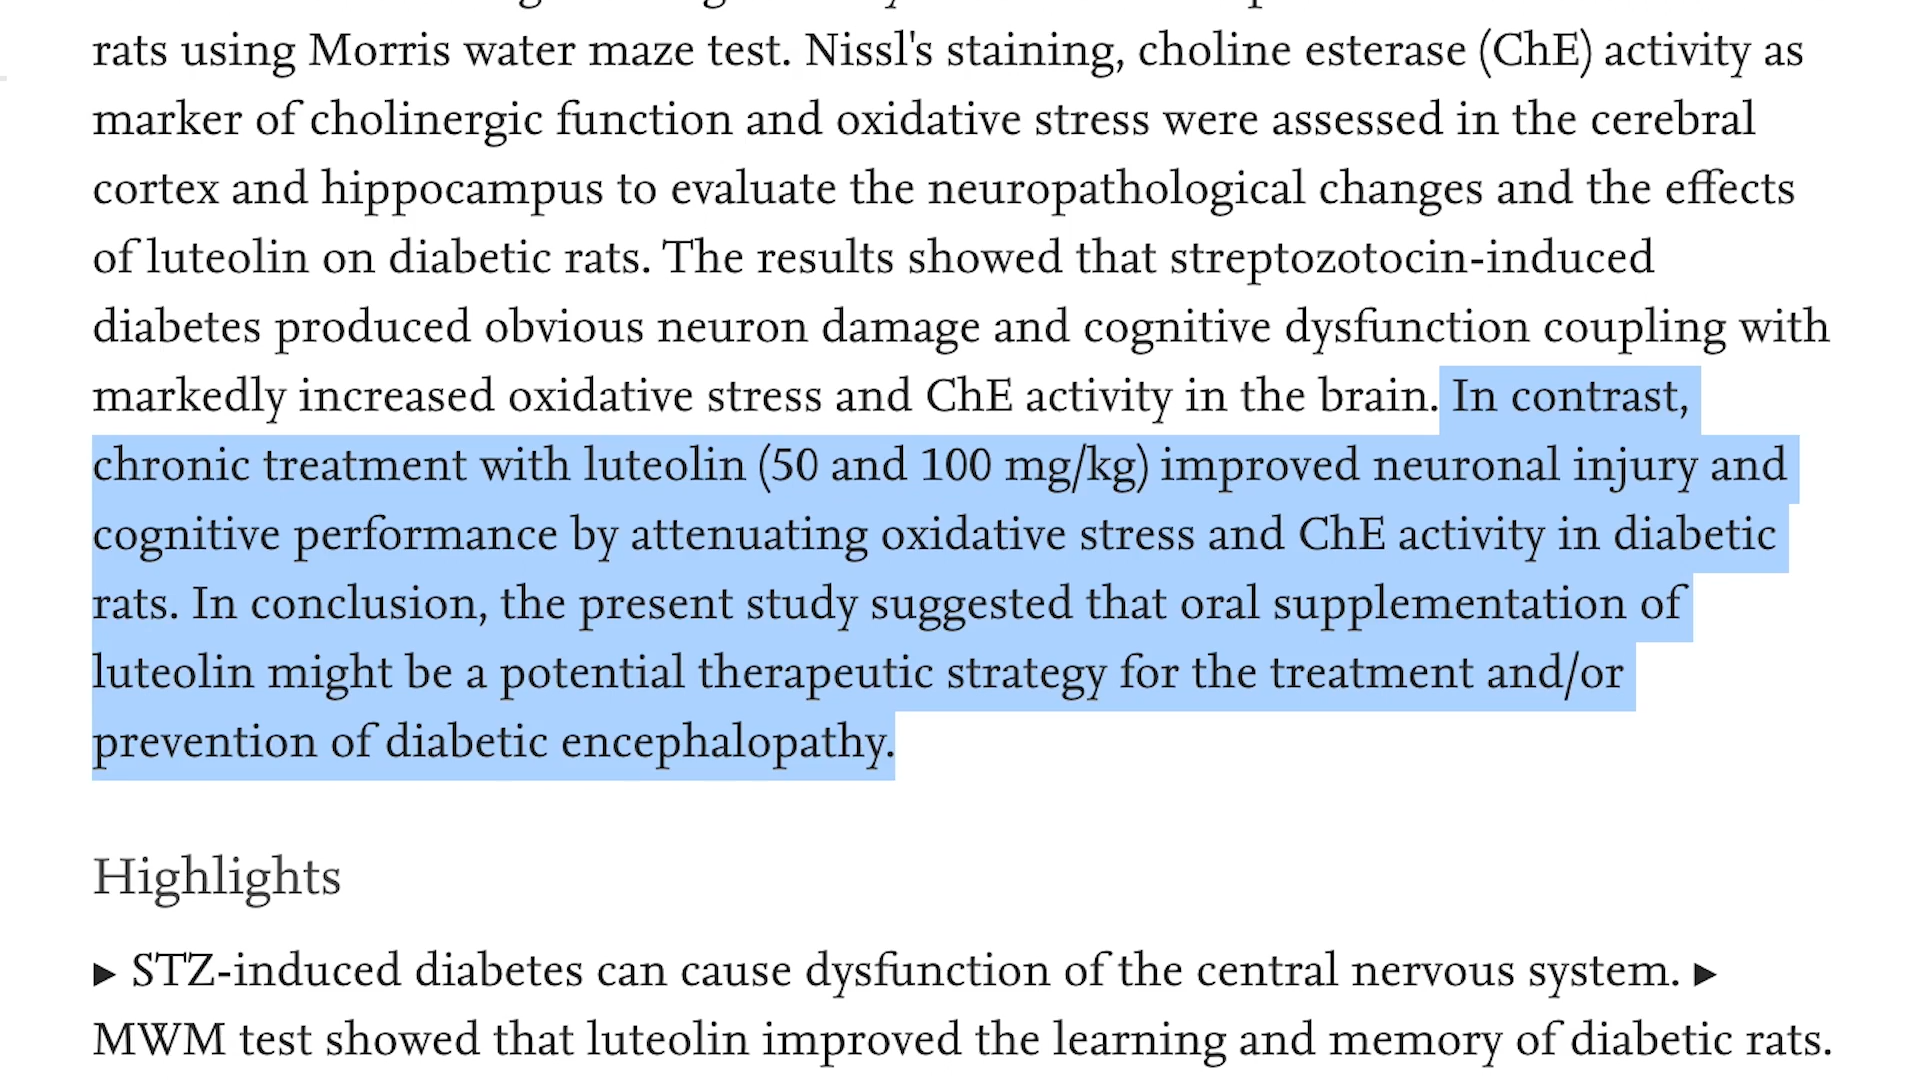 rats using Morris water maze test. Nissl's staining, choline esterase (ChE) activity as
marker of cholinergic function and oxidative stress were assessed in the cerebral
cortex and hippocampus to evaluate the neuropathological changes and the effects
of luteolin on diabetic rats. The results showed that streptozotocin-induced
diabetes produced obvious neuron damage and cognitive dysfunction coupling with
markedly increased oxidative stress and ChE activity in the brain. In contrast,
chronic treatment with luteolin (50 and 100 mg/kg) improved neuronal injury and
cognitive performance by attenuating oxidative stress and ChE activity in diabetic
rats. In conclusion, the present study suggested that oral supplementation of
luteolin might be a potential therapeutic strategy for the treatment and/or
prevention of diabetic encephalopathy.
Highlights
▶ STZ-induced diabetes can cause dysfunction of the central nervous system. ▶
MWM test showed that luteolin improved the learning and memory of diabetic rats.